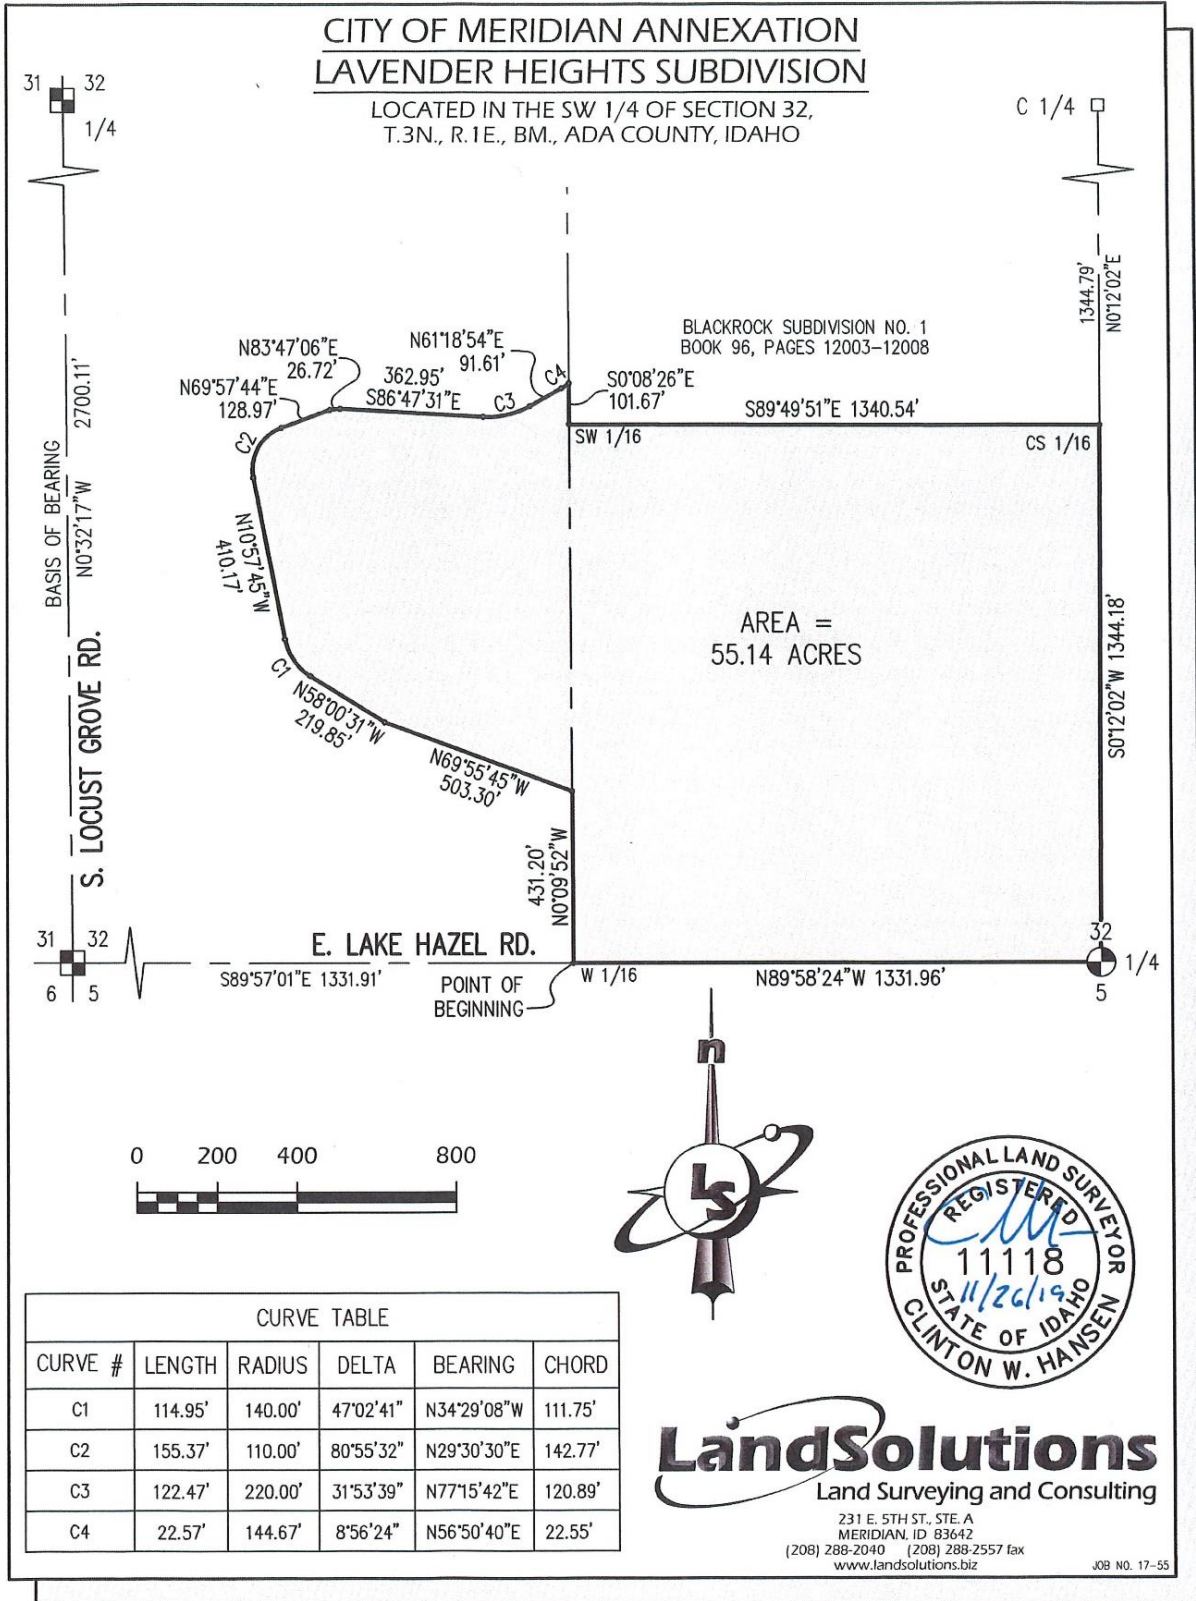 CITY OF MERIDIAN ANNEXATION
LAVENDER HEIGHTS SUBDIVISION
LOCATED IN THE SW 1/4 OF SECTION 32,
T.3N., R.1E., BM., ADA COUNTY, IDAHO
31 32
1/4
C 1/4
1344.79'
N0°12'02"E
BLACKROCK SUBDIVISION NO. 1
BOOK 96, PAGES 12003-12008
N61°18'54"E
91.61'
N83°47'06"E
26.72'
362.95'
S86°47'31"E
N69°57'44"E
128.97'
C2
C3
C4
S0°08'26"E
101.67'
S89°49'51"E 1340.54'
SW 1/16
CS 1/16
BASIS OF BEARING
N0°32'17"W 2700.11'
S. LOCUST GROVE RD.
N10°57'45"W
410.17'
C1
N58°00'31"W
219.85'
N69°55'45"W
503.30'
AREA =
55.14 ACRES
S0°12'02"W 1344.18'
431.20'
N0°09'52"W
31 32
6 5
E. LAKE HAZEL RD.
S89°57'01"E 1331.91'
POINT OF
BEGINNING
W 1/16
N89°58'24"W 1331.96'
32
1/4
5
n
LS
0 200 400 800
PROFESSIONAL LAND SURVEYOR
REGISTERED
11118
11/26/19
STATE OF IDAHO
CLINTON W. HANSEN
CURVE TABLE
CURVE # LENGTH RADIUS DELTA BEARING CHORD
C1 114.95' 140.00' 47°02'41" N34°29'08"W 111.75'
C2 155.37' 110.00' 80°55'32" N29°30'30"E 142.77'
C3 122.47' 220.00' 31°53'39" N77°15'42"E 120.89'
C4 22.57' 144.67' 8°56'24" N56°50'40"E 22.55'
LandSolutions
Land Surveying and Consulting
231 E. 5TH ST., STE. A
MERIDIAN, ID 83642
(208) 288-2040 (208) 288-2557 fax
www.landsolutions.biz
JOB NO. 17-55